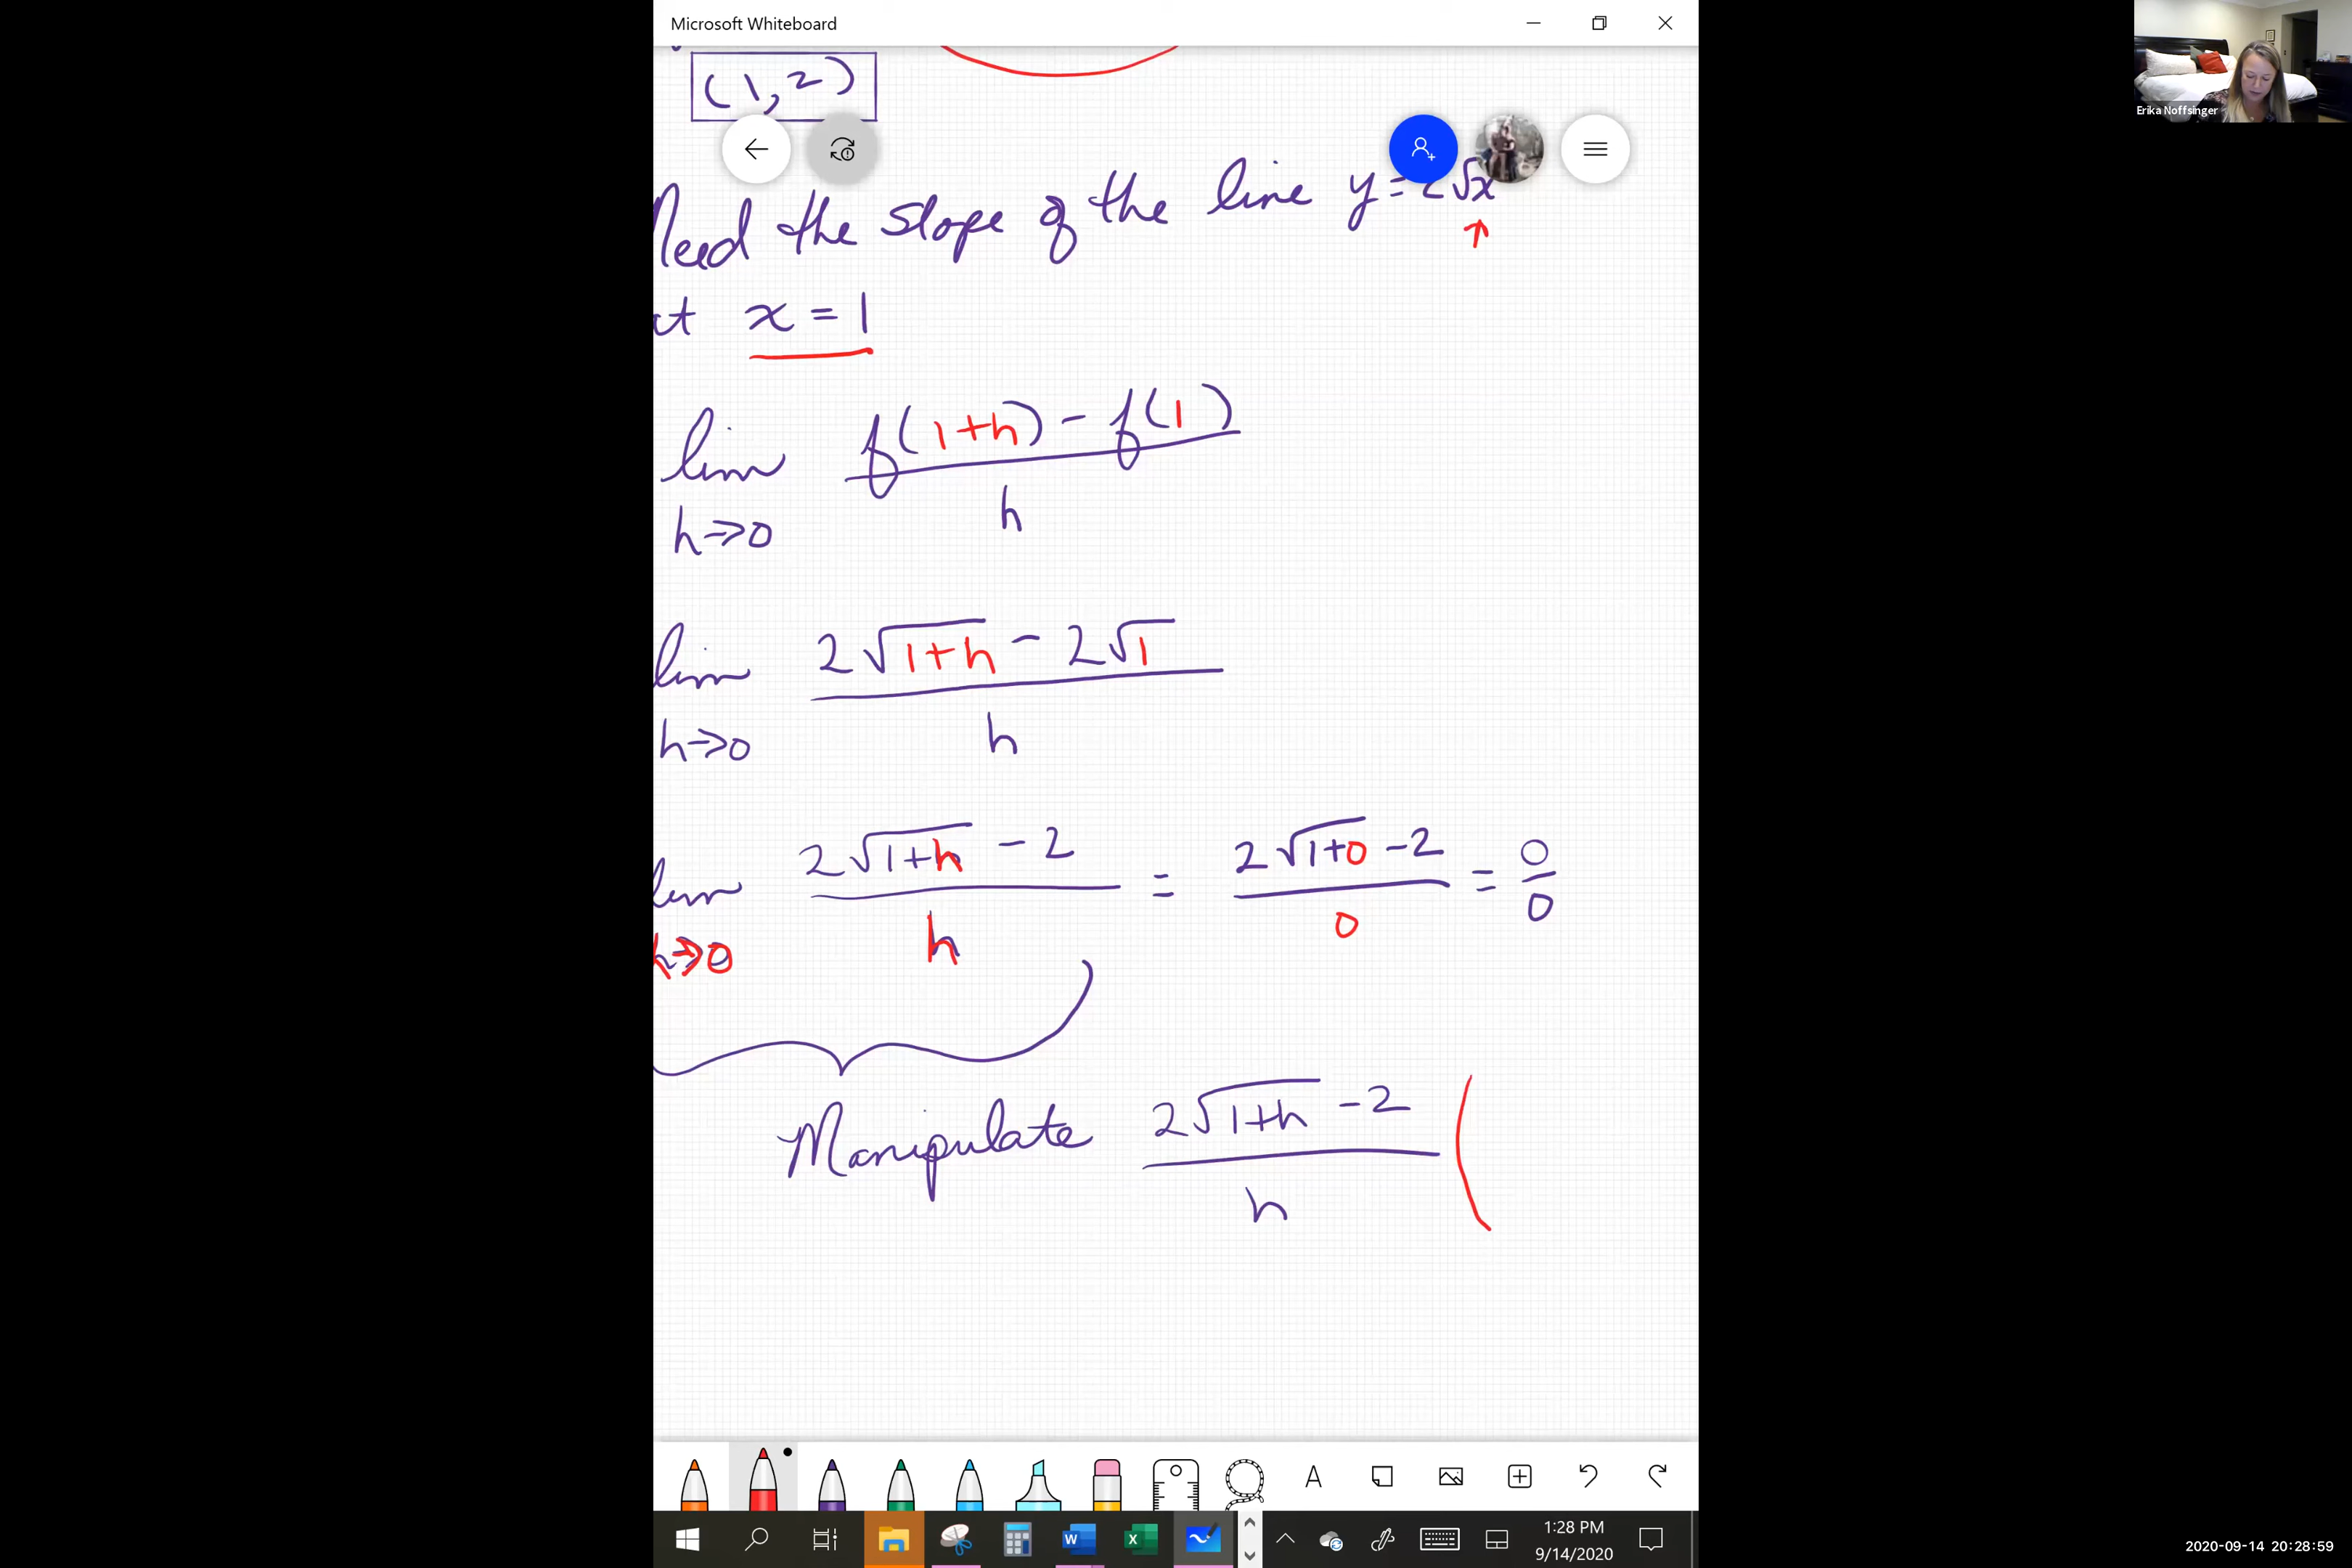 Microsoft Whiteboard
(1,2)
Erika Noffsinger
Need the slope of the line y = 2√x
↑
at x = 1
lim h→0 f(1+h) - f(1) / h
lim h→0 2√1+h - 2√1 / h
lim h→0 2√1+h - 2 / h = 2√1+0 - 2 / 0 = 0/0
Manipulate 2√1+h - 2 / h (
A
1:28 PM
9/14/2020
2020-09-14 20:28:59